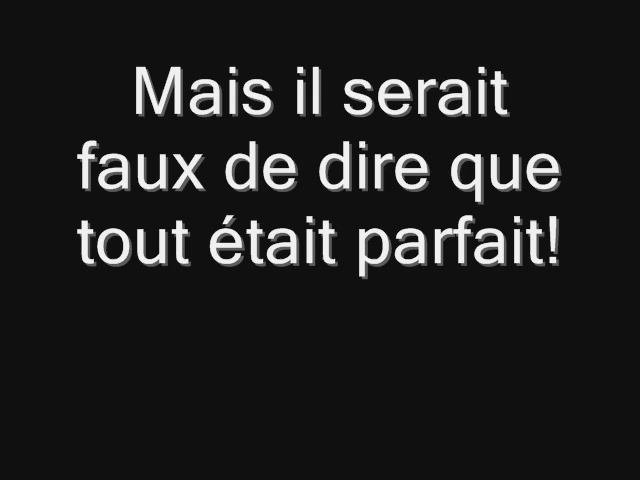 Mais il serait
faux de dire que
tout était parfait!